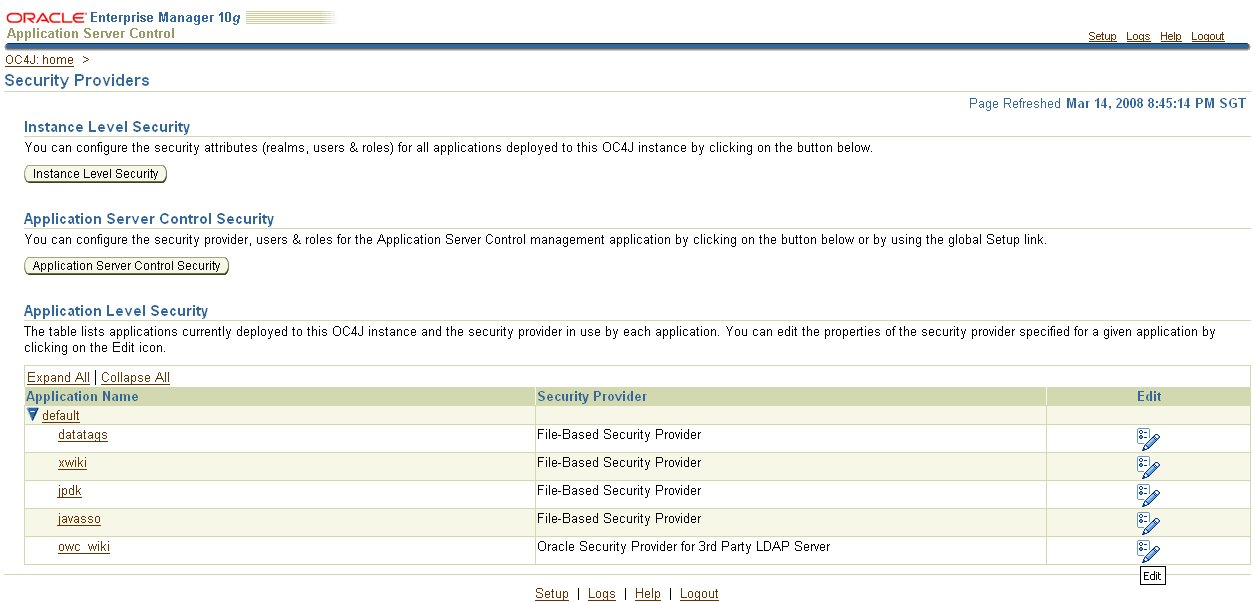 ORACLE Enterprise Manager 10g
Application Server Control
Setup Logs Help Logout
OC4J: home >
Security Providers
Page Refreshed Mar 14, 2008 8:45:14 PM SGT
Instance Level Security
You can configure the security attributes (realms, users & roles) for all applications deployed to this OC4J instance by clicking on the button below.
Instance Level Security
Application Server Control Security
You can configure the security provider, users & roles for the Application Server Control management application by clicking on the button below or by using the global Setup link.
Application Server Control Security
Application Level Security
The table lists applications currently deployed to this OC4J instance and the security provider in use by each application. You can edit the properties of the security provider specified for a given application by
clicking on the Edit icon.
Expand All | Collapse All
Application Name Security Provider Edit
default
datatags File-Based Security Provider
xwiki File-Based Security Provider
jpdk File-Based Security Provider
javasso File-Based Security Provider
owc_wiki Oracle Security Provider for 3rd Party LDAP Server
Edit
Setup | Logs | Help | Logout